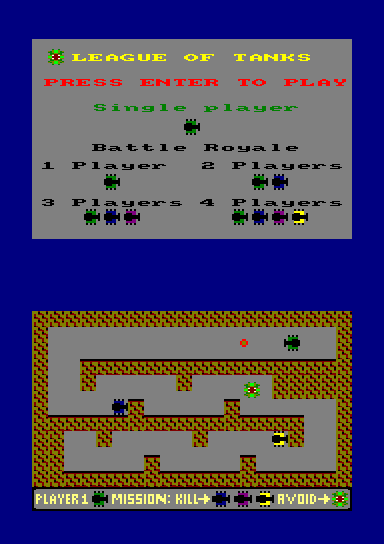 LEAGUE OF TANKS
PRESS ENTER TO PLAY
Single player
Battle Royale
1 Player 2 Players
3 Players 4 Players
PLAYER1 MISSION: KILL→ AVOID→